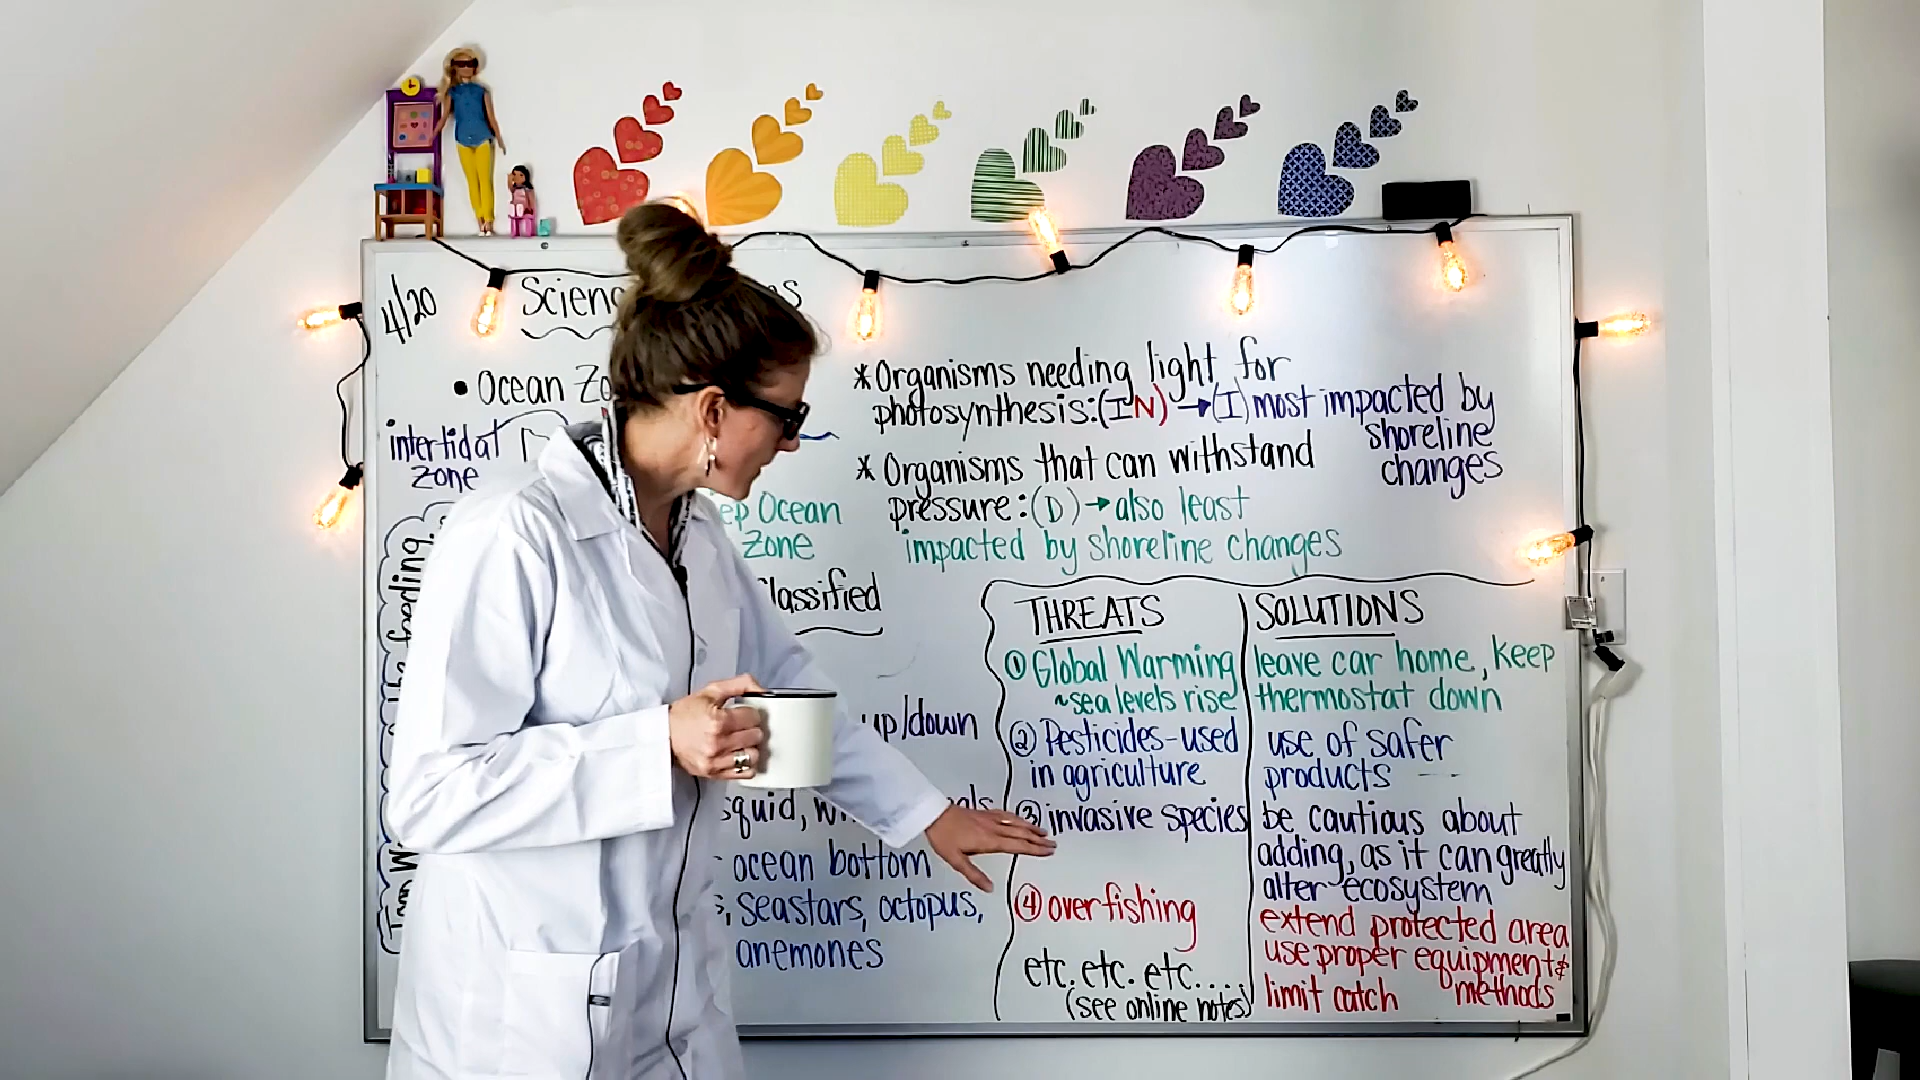 4/20
• Ocean
intertidal
zone
Ocean
zone
classified
up/down
squid,
ocean bottom
seastars, octopus,
anemones
feeding
* Organisms needing light for
photosynthesis: (I N) → (I) most impacted by
shoreline
changes
* Organisms that can withstand
pressure: (D) → also least
impacted by shoreline changes
THREATS
① Global Warming
~sea levels rise
② Pesticides-used
in agriculture
③ invasive species
④ overfishing
etc. etc. etc....
(see online notes)
SOLUTIONS
leave car home, keep
thermostat down
use of safer
products
be cautious about
adding, as it can greatly
alter ecosystem
extend protected area
use proper equipment &
methods
limit catch